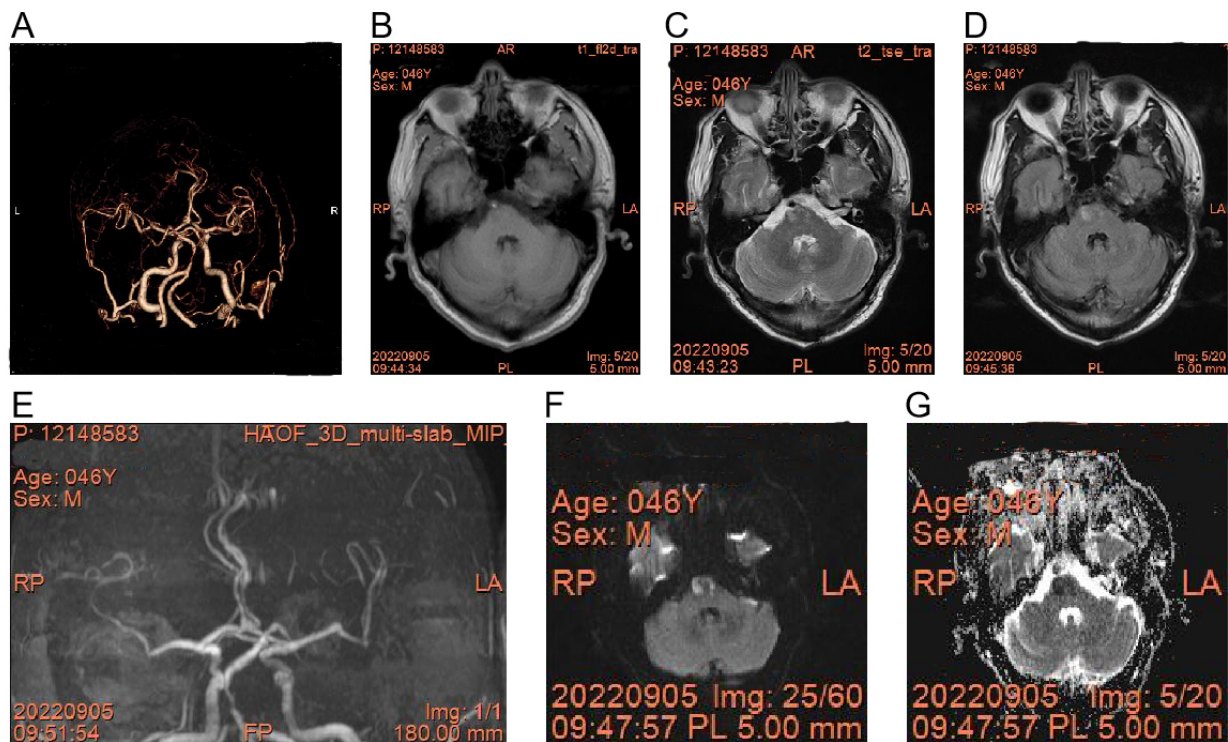 A
L
R
B
P: 12148583 AR t1_fl2d_tra
Age: 046Y
Sex: M
RP LA
20220905 Img: 5/20
09:44:34 PL 5.00 mm
C
P: 12148583 AR t2_tse_tra
Age: 046Y
Sex: M
RP LA
20220905 Img: 5/20
09:43:23 PL 5.00 mm
D
P: 12148583
Age: 046Y
Sex: M
RP LA
20220905 Img: 5/20
09:45:36 PL 5.00 mm
E
P: 12148583 HAOF_3D_multi-slab_MIP_
Age: 046Y
Sex: M
RP LA
20220905 Img: 1/1
09:51:54 FP 180.00 mm
F
Age: 046Y
Sex: M
RP LA
20220905 Img: 25/60
09:47:57 PL 5.00 mm
G
Age: 046Y
Sex: M
RP LA
20220905 Img: 5/20
09:47:57 PL 5.00 mm